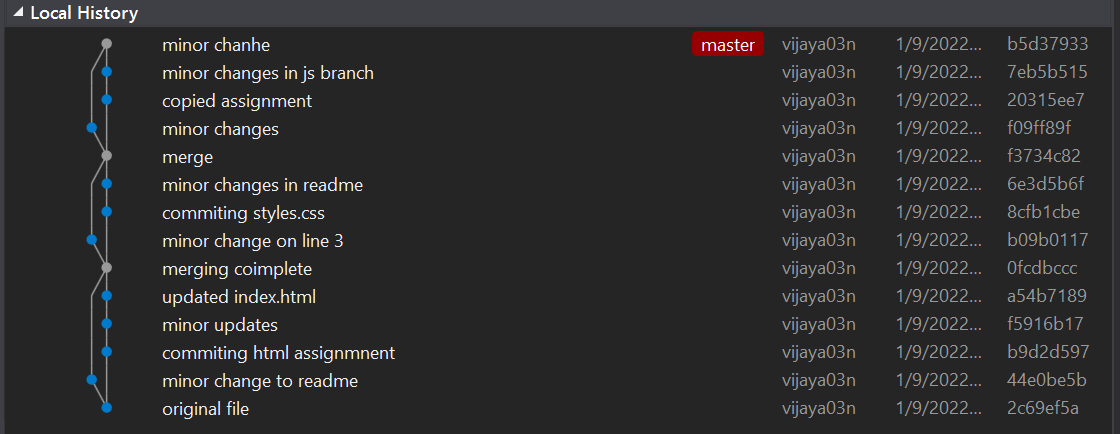 Local History
minor chanhe master vijaya03n 1/9/2022... b5d37933
minor changes in js branch vijaya03n 1/9/2022... 7eb5b515
copied assignment vijaya03n 1/9/2022... 20315ee7
minor changes vijaya03n 1/9/2022... f09ff89f
merge vijaya03n 1/9/2022... f3734c82
minor changes in readme vijaya03n 1/9/2022... 6e3d5b6f
commiting styles.css vijaya03n 1/9/2022... 8cfb1cbe
minor change on line 3 vijaya03n 1/9/2022... b09b0117
merging coimplete vijaya03n 1/9/2022... 0fcdbccc
updated index.html vijaya03n 1/9/2022... a54b7189
minor updates vijaya03n 1/9/2022... f5916b17
commiting html assignmnent vijaya03n 1/9/2022... b9d2d597
minor change to readme vijaya03n 1/9/2022... 44e0be5b
original file vijaya03n 1/9/2022... 2c69ef5a